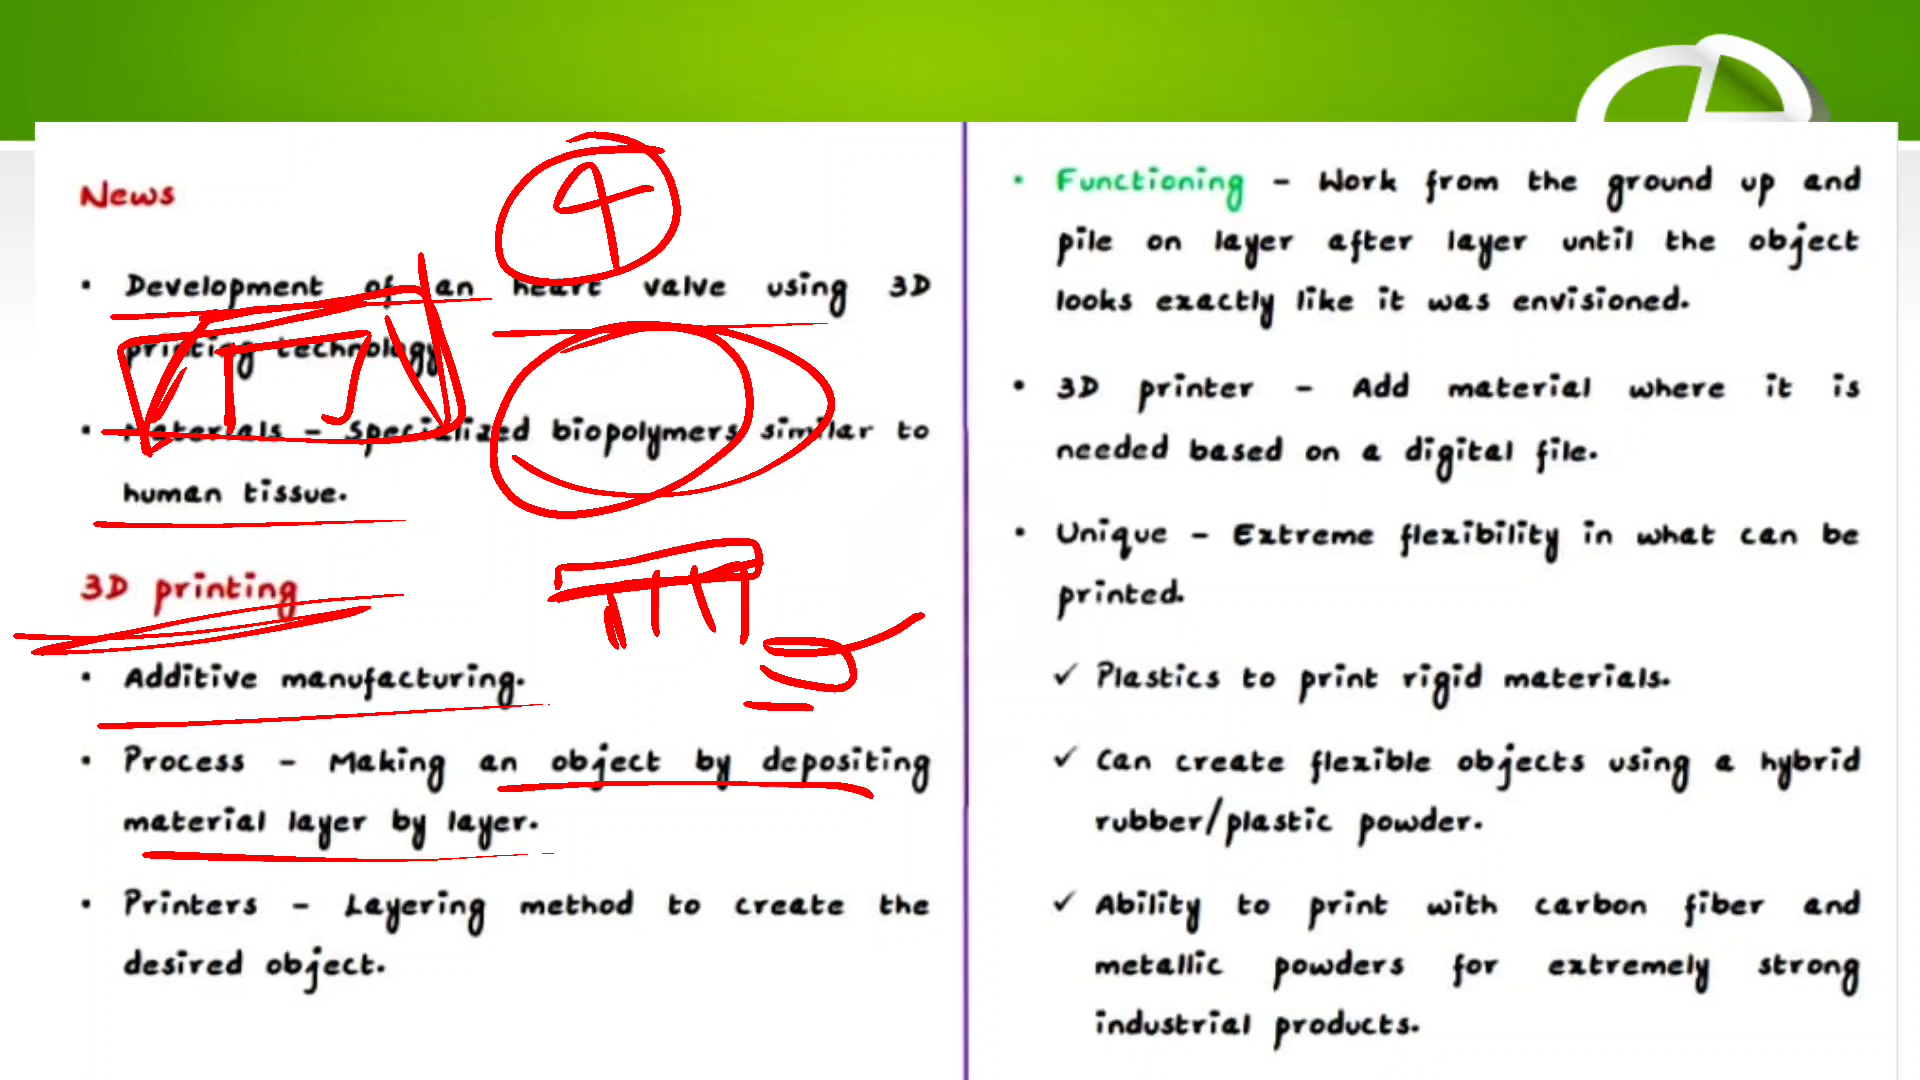 News
• Development of an heart valve using 3D
printing technology
• Materials – Specialized biopolymers similar to
human tissue.
3D printing
• Additive manufacturing.
• Process – Making an object by depositing
material layer by layer.
• Printers – Layering method to create the
desired object.
4
• Functioning – Work from the ground up and
pile on layer after layer until the object
looks exactly like it was envisioned.
• 3D printer – Add material where it is
needed based on a digital file.
• Unique – Extreme flexibility in what can be
printed.
✓ Plastics to print rigid materials.
✓ Can create flexible objects using a hybrid
rubber/plastic powder.
✓ Ability to print with carbon fiber and
metallic powders for extremely strong
industrial products.